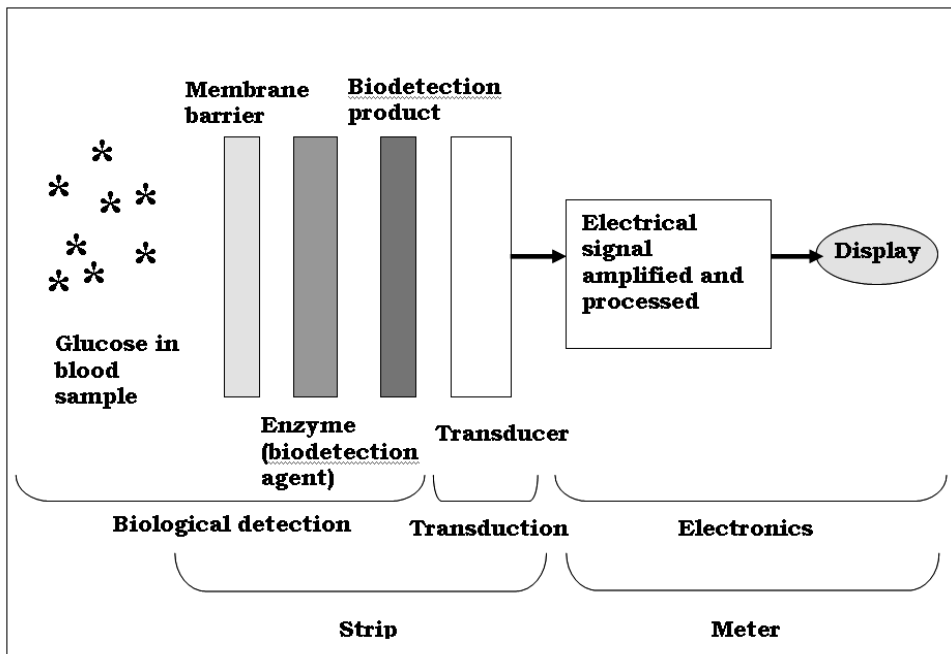 Membrane
barrier
Biodetection
product
Electrical
signal
amplified and
processed
Display
Glucose in
blood
sample
Enzyme
(biodetection
agent)
Transducer
Biological detection
Transduction
Electronics
Strip
Meter